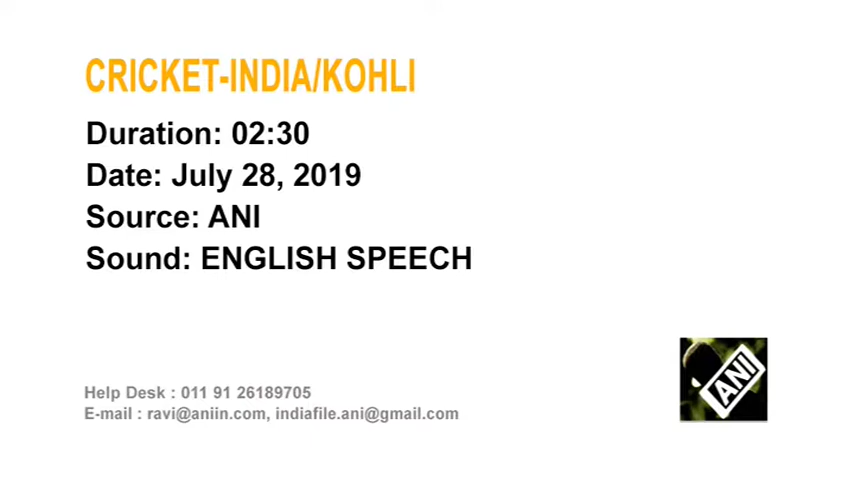 CRICKET-INDIA/KOHLI
Duration: 02:30
Date: July 28, 2019
Source: ANI
Sound: ENGLISH SPEECH
Help Desk : 011 91 26189705
E-mail : ravi@aniin.com, indiafile.ani@gmail.com
ANI